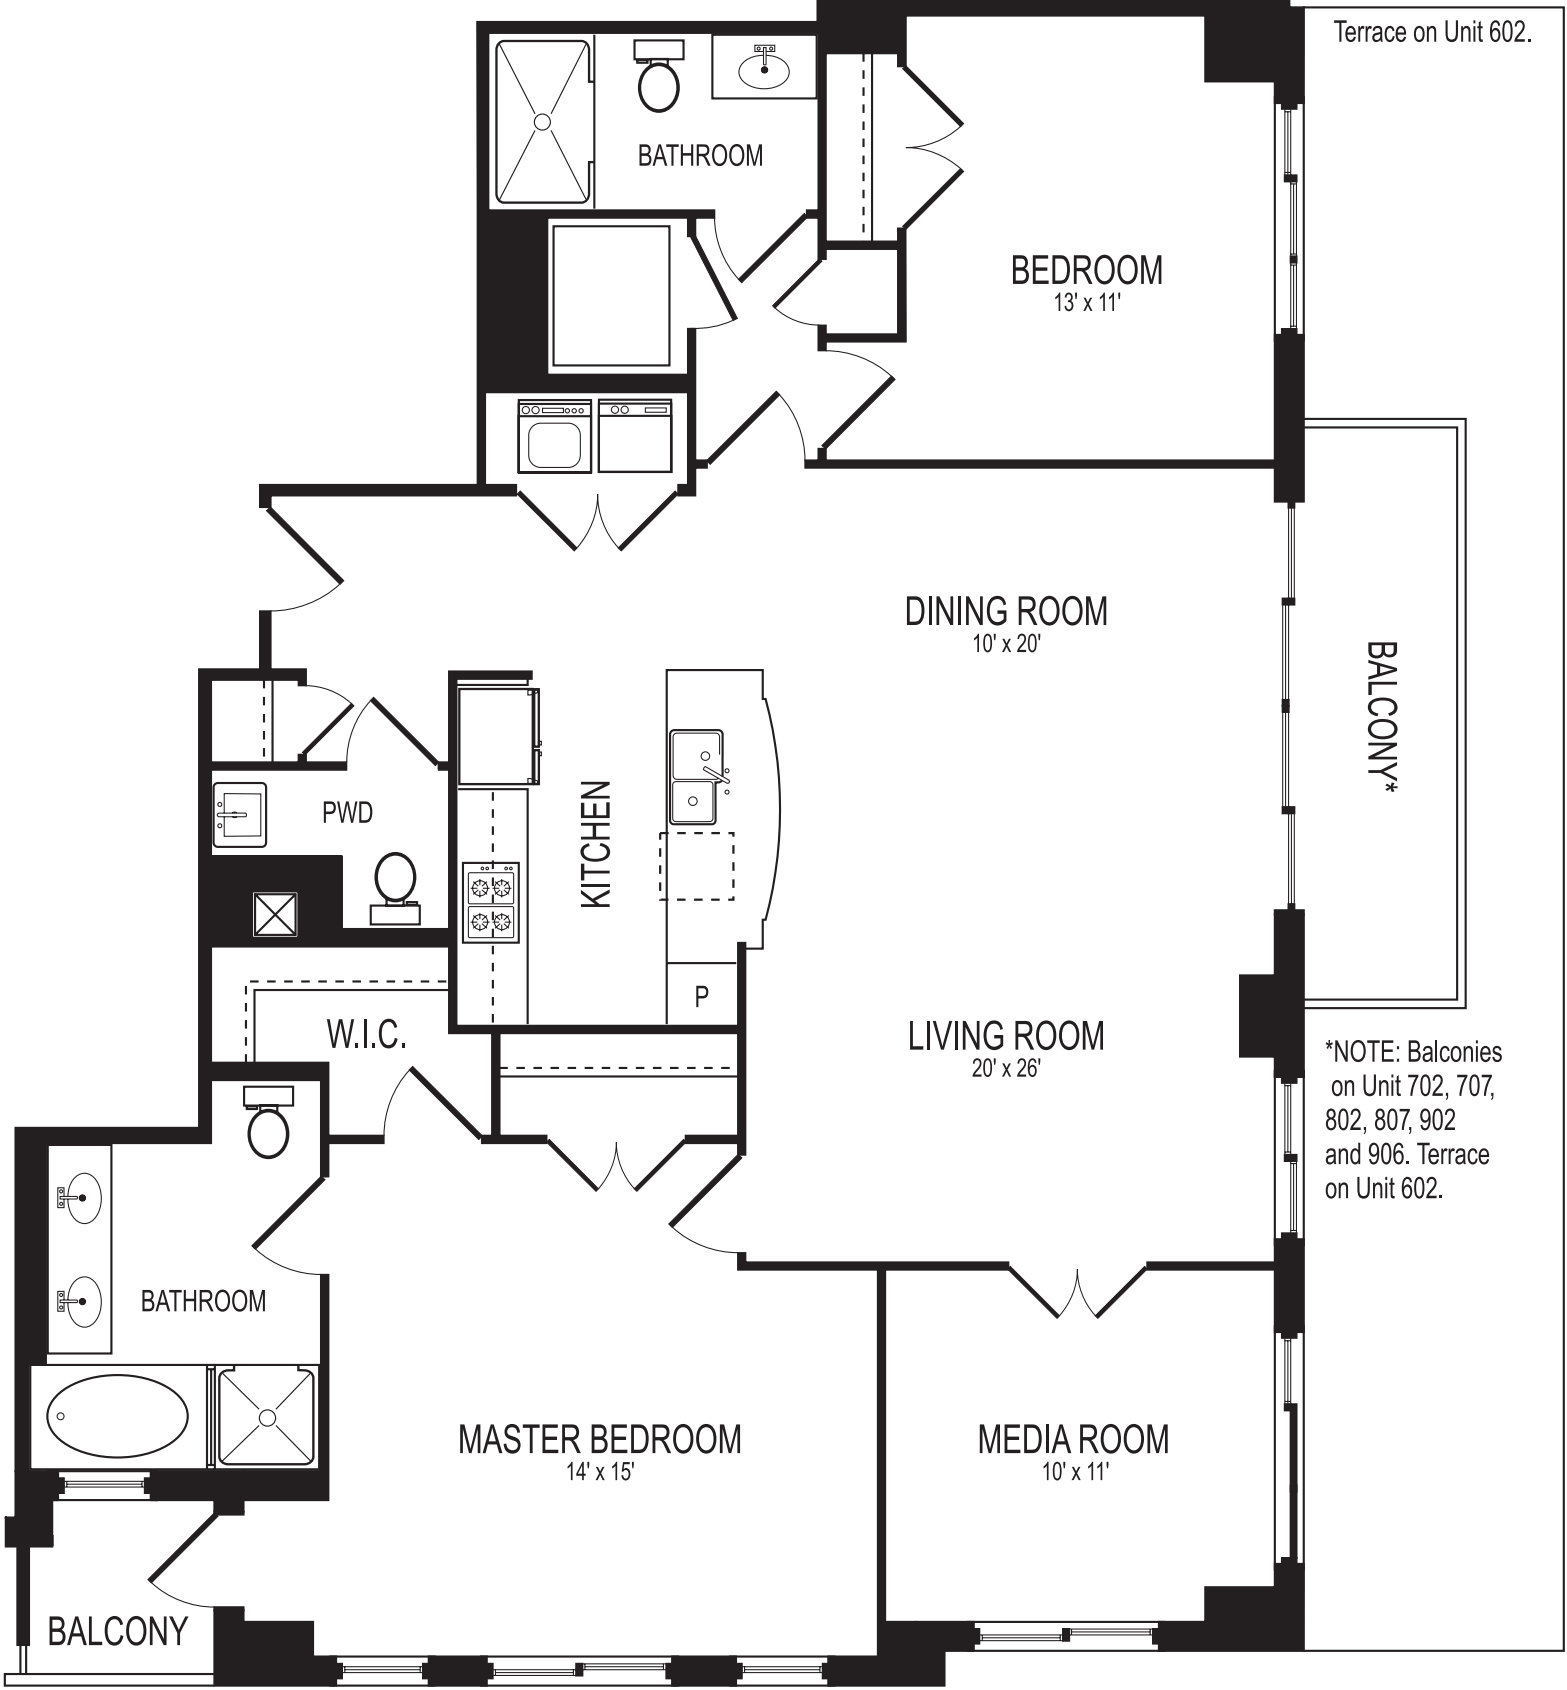 Terrace on Unit 602.
BATHROOM
BEDROOM
13' x 11'
DINING ROOM
10' x 20'
BALCONY*
KITCHEN
PWD
P
W.I.C.
LIVING ROOM
20' x 26'
*NOTE: Balconies
on Unit 702, 707,
802, 807, 902
and 906. Terrace
on Unit 602.
BATHROOM
MASTER BEDROOM
14' x 15'
MEDIA ROOM
10' x 11'
BALCONY